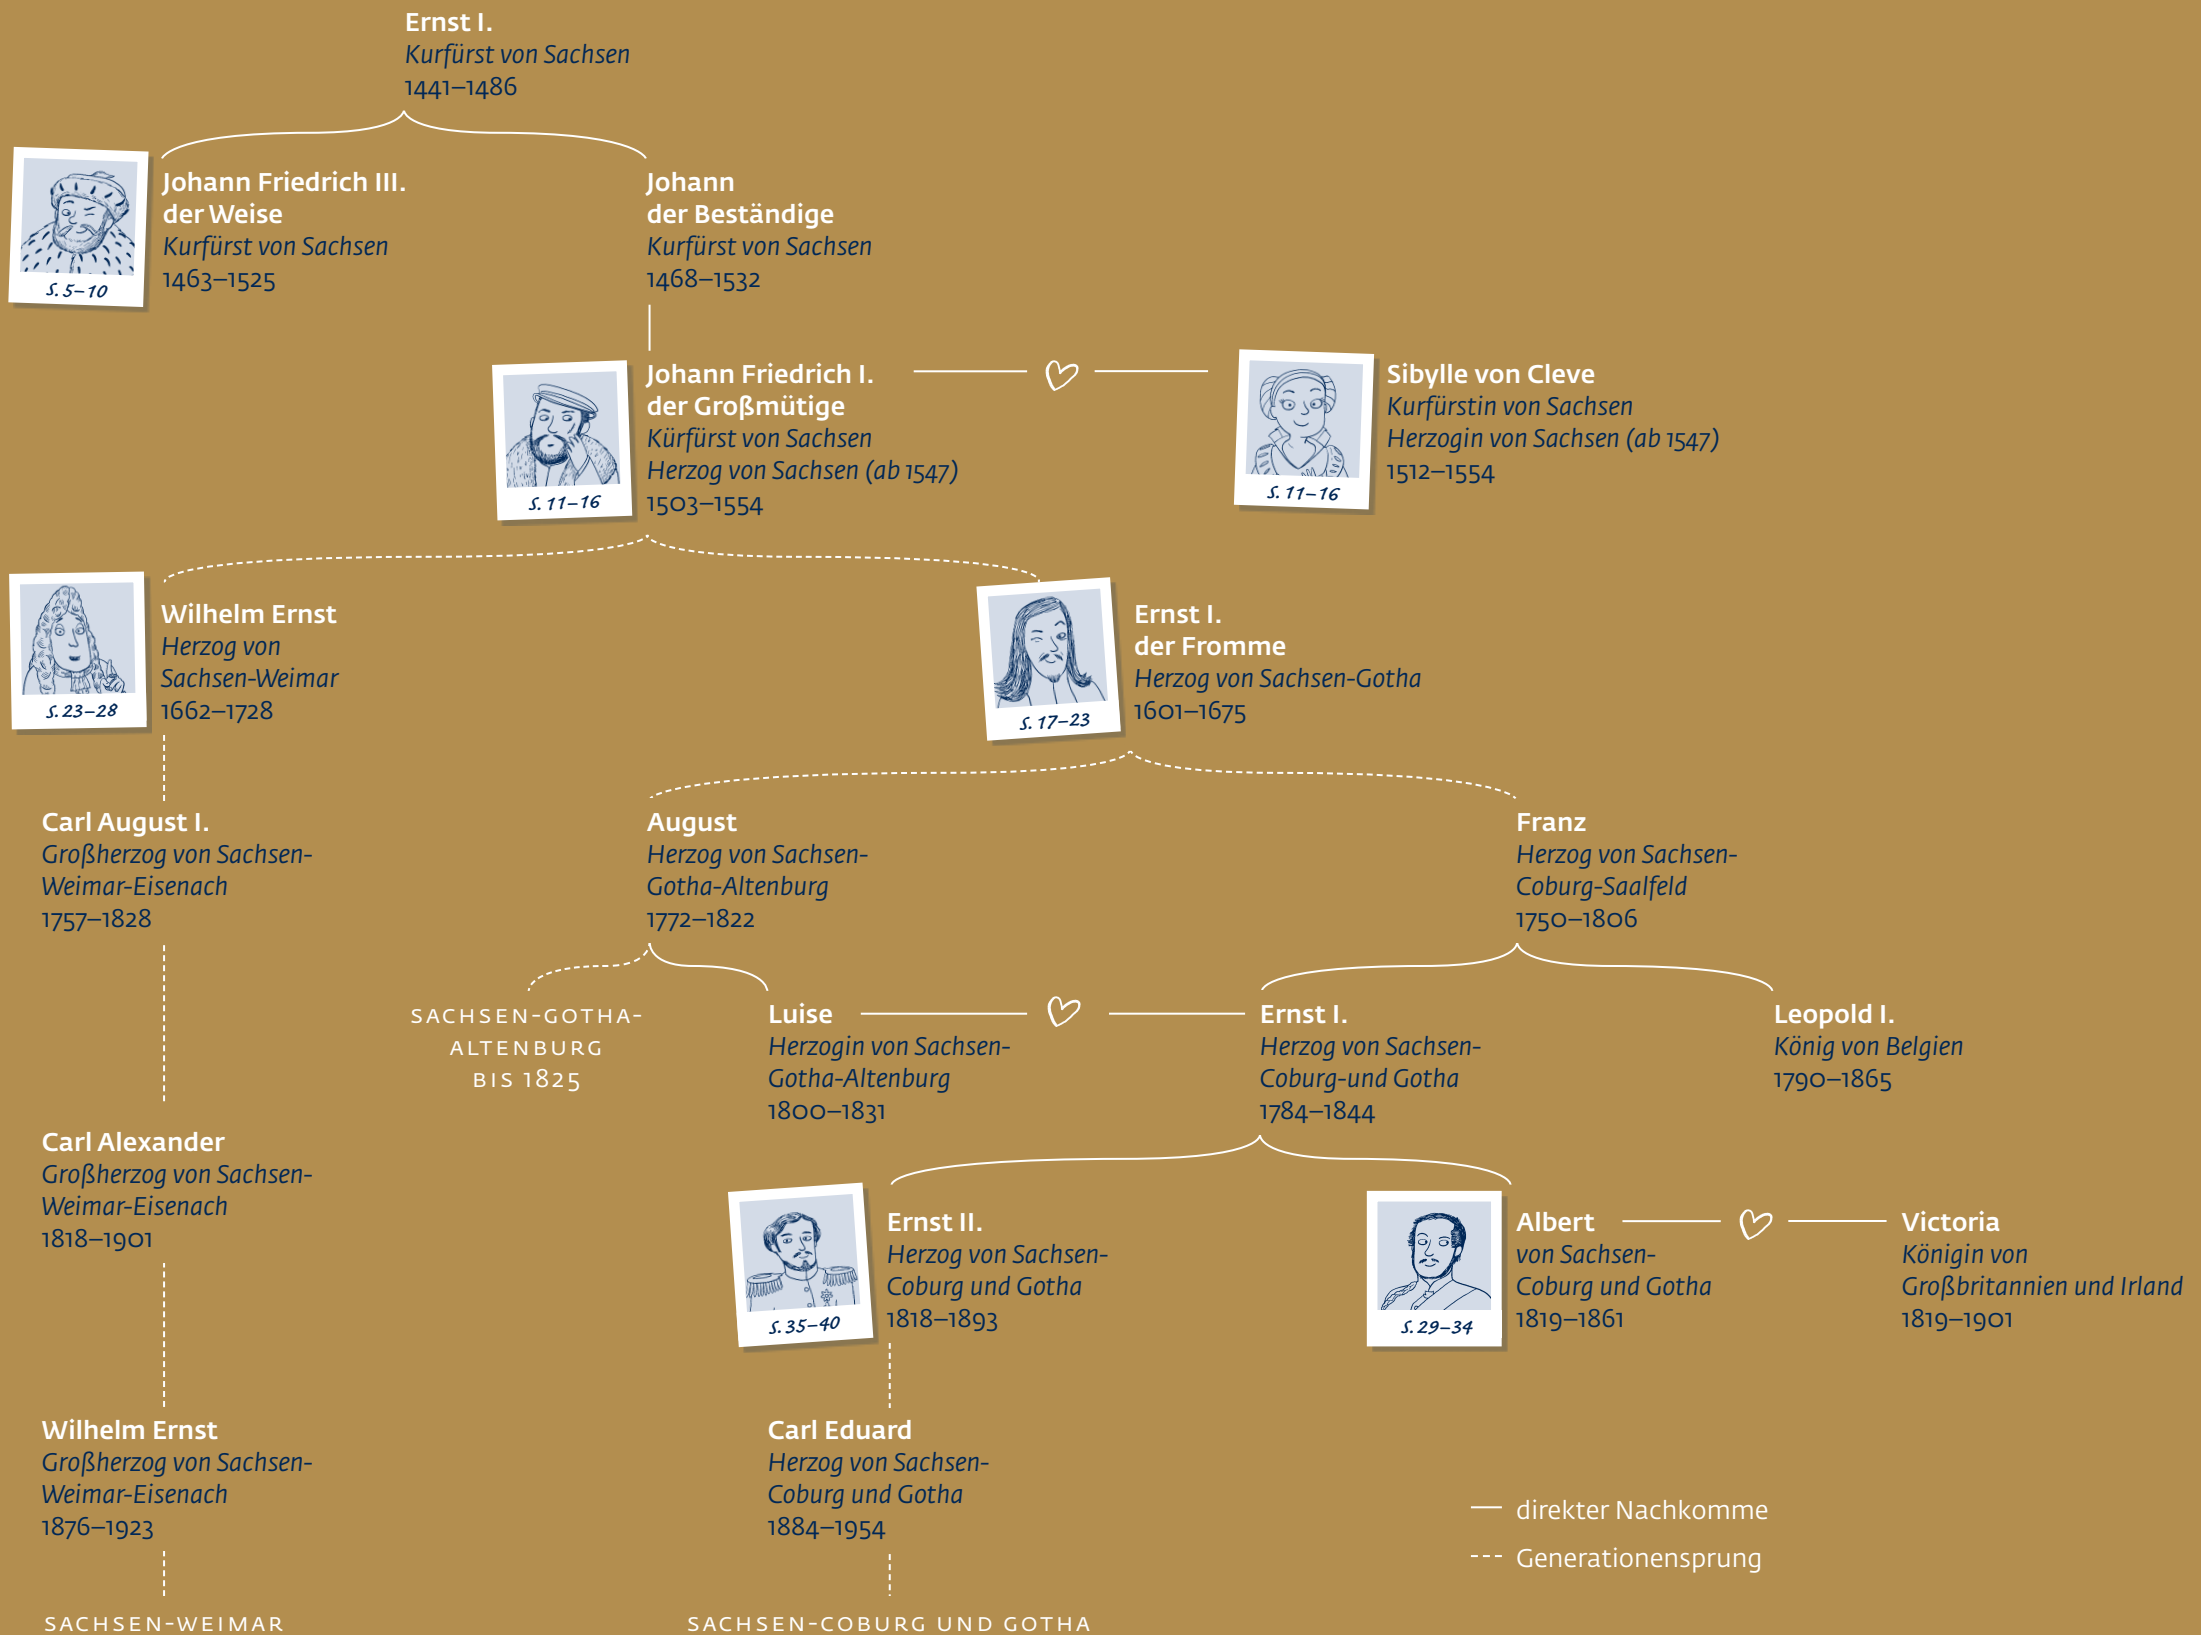 Ernst I.
Kurfürst von Sachsen
1441–1486
Johann Friedrich III.
der Weise
Kurfürst von Sachsen
1463–1525
S. 5–10
Johann
der Beständige
Kurfürst von Sachsen
1468–1532
Johann Friedrich I.
der Großmütige
Kürfürst von Sachsen
Herzog von Sachsen (ab 1547)
1503–1554
S. 11–16
Sibylle von Cleve
Kurfürstin von Sachsen
Herzogin von Sachsen (ab 1547)
1512–1554
S. 11–16
Wilhelm Ernst
Herzog von
Sachsen-Weimar
1662–1728
S. 23–28
Ernst I.
der Fromme
Herzog von Sachsen-Gotha
1601–1675
S. 17–23
Carl August I.
Großherzog von Sachsen-
Weimar-Eisenach
1757–1828
August
Herzog von Sachsen-
Gotha-Altenburg
1772–1822
Franz
Herzog von Sachsen-
Coburg-Saalfeld
1750–1806
SACHSEN-GOTHA-
ALTENBURG
BIS 1825
Luise
Herzogin von Sachsen-
Gotha-Altenburg
1800–1831
Ernst I.
Herzog von Sachsen-
Coburg-und Gotha
1784–1844
Leopold I.
König von Belgien
1790–1865
Carl Alexander
Großherzog von Sachsen-
Weimar-Eisenach
1818–1901
Ernst II.
Herzog von Sachsen-
Coburg und Gotha
1818–1893
S. 35–40
Albert
von Sachsen-
Coburg und Gotha
1819–1861
S. 29–34
Victoria
Königin von
Großbritannien und Irland
1819–1901
Wilhelm Ernst
Großherzog von Sachsen-
Weimar-Eisenach
1876–1923
Carl Eduard
Herzog von Sachsen-
Coburg und Gotha
1884–1954
direkter Nachkomme
Generationensprung
SACHSEN-WEIMAR
SACHSEN-COBURG UND GOTHA